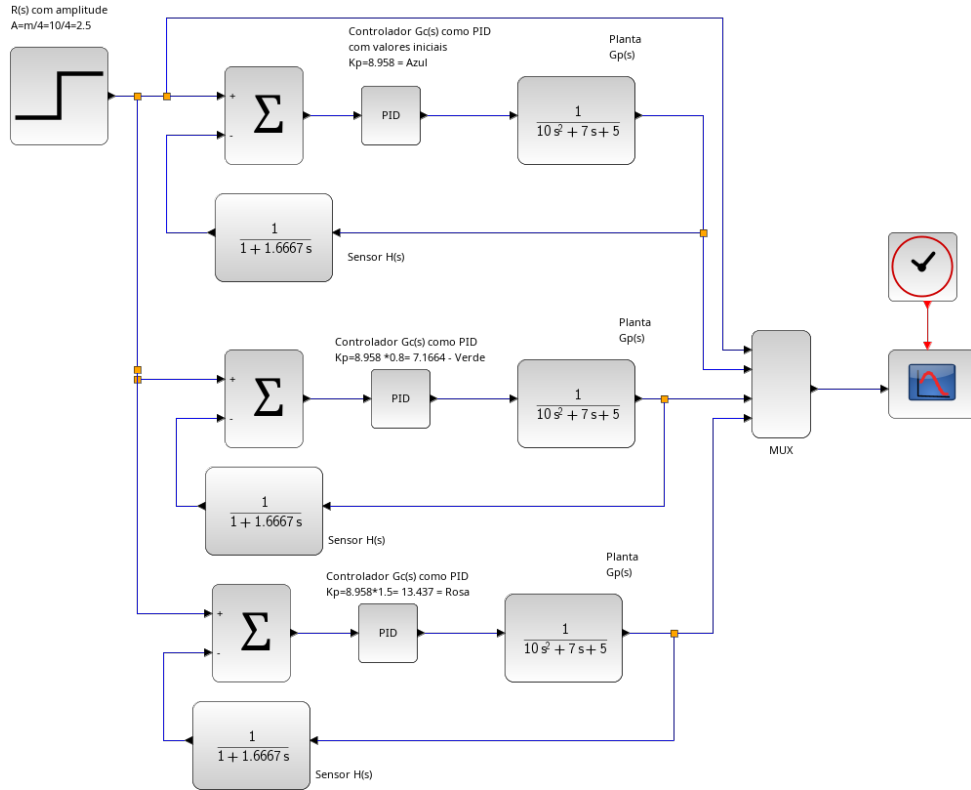 R(s) com amplitude
A=m/4=10/4=2.5
Controlador Gc(s) como PID
com valores iniciais
Kp=8.958 = Azul
Planta
Gp(s)
+
-
Σ
PID
1
10 s² + 7 s + 5
1
1 + 1.6667 s
Sensor H(s)
Controlador Gc(s) como PID
Kp=8.958 *0.8= 7.1664 - Verde
Planta
Gp(s)
+
-
Σ
PID
1
10 s² + 7 s + 5
MUX
1
1 + 1.6667 s
Sensor H(s)
Controlador Gc(s) como PID
Kp=8.958*1.5= 13.437 = Rosa
Planta
Gp(s)
+
-
Σ
PID
1
10 s² + 7 s + 5
1
1 + 1.6667 s
Sensor H(s)